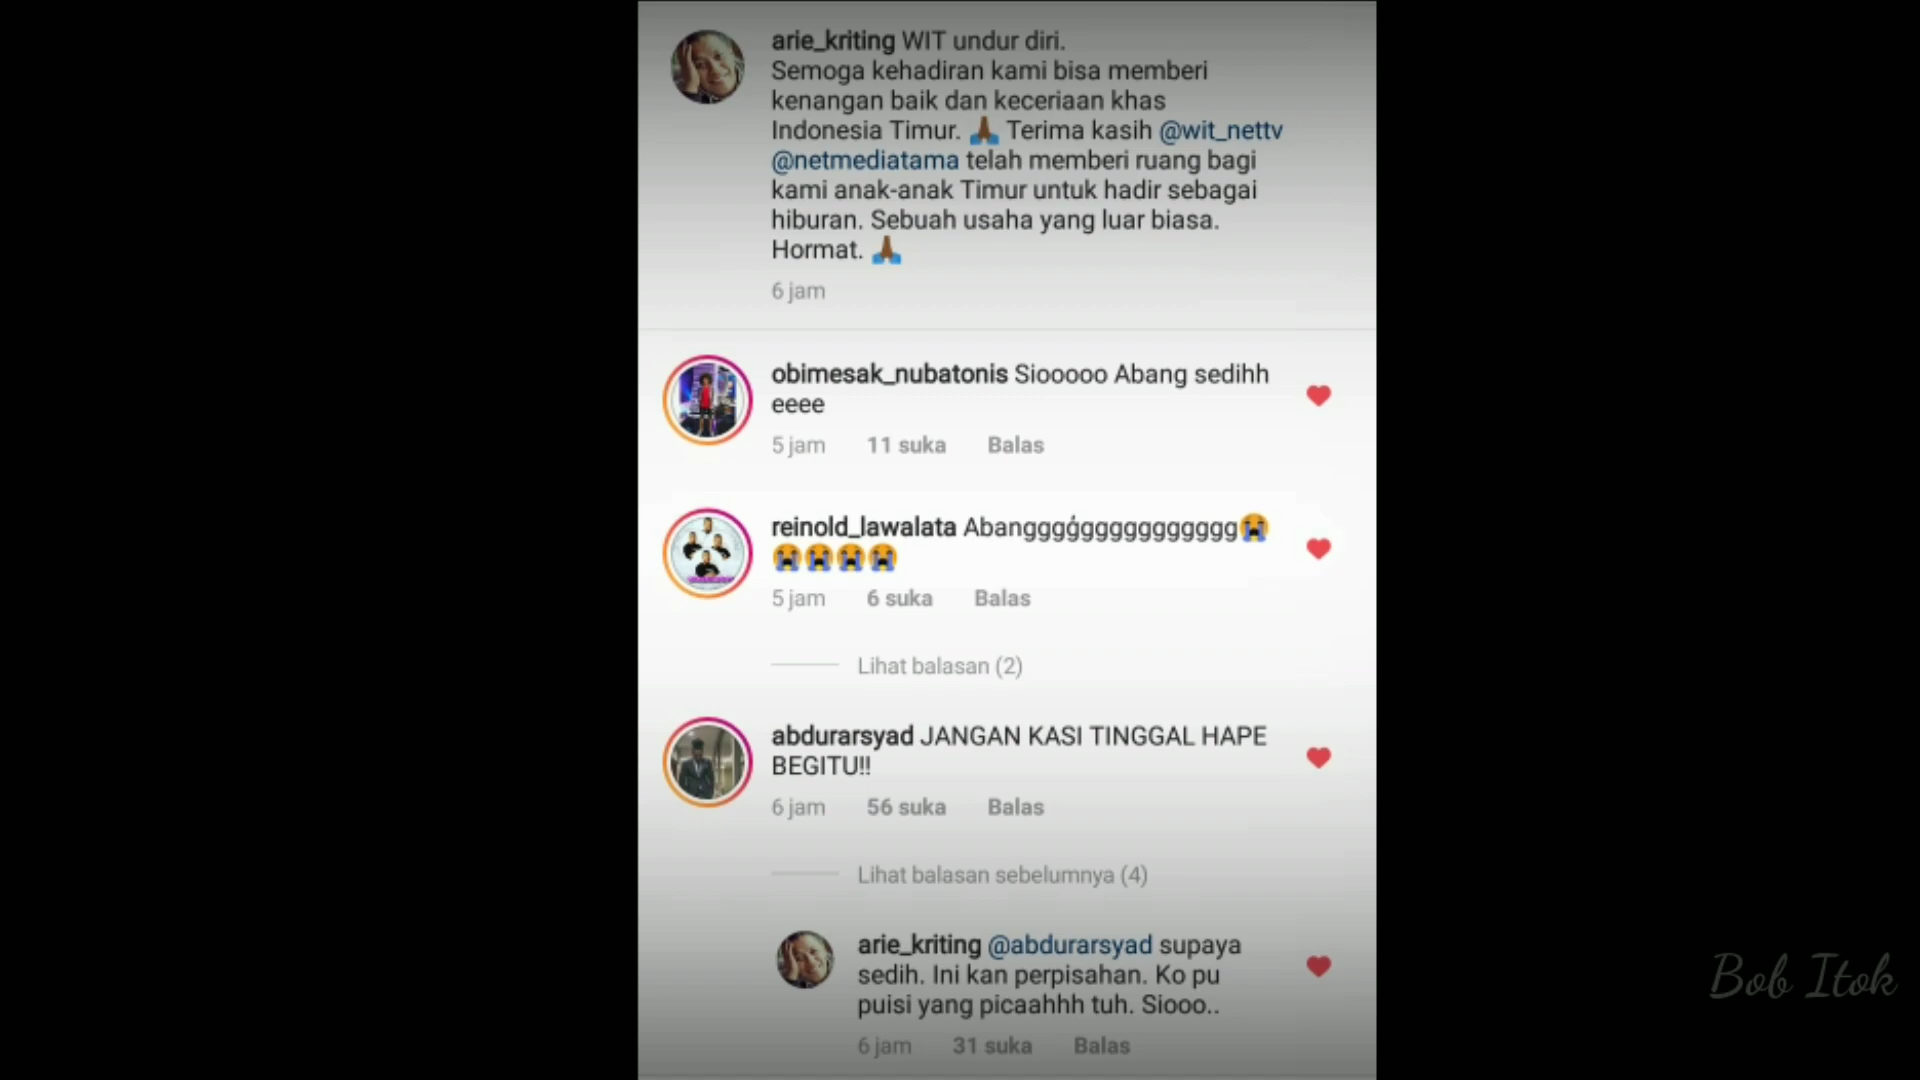 arie_kriting WIT undur diri.
Semoga kehadiran kami bisa memberi
kenangan baik dan keceriaan khas
Indonesia Timur. 🙏🏾 Terima kasih @wit_nettv
@netmediatama telah memberi ruang bagi
kami anak-anak Timur untuk hadir sebagai
hiburan. Sebuah usaha yang luar biasa.
Hormat. 🙏🏾
6 jam
obimesak_nubatonis Siooooo Abang sedihh
eeee
5 jam 11 suka Balas
reinold_lawalata Abangggģggggggggggg😭
😭😭😭😭
5 jam 6 suka Balas
Lihat balasan (2)
abdurarsyad JANGAN KASI TINGGAL HAPE
BEGITU!!
6 jam 56 suka Balas
Lihat balasan sebelumnya (4)
arie_kriting @abdurarsyad supaya
sedih. Ini kan perpisahan. Ko pu
puisi yang picaahhh tuh. Siooo..
6 jam 31 suka Balas
Bob Itok